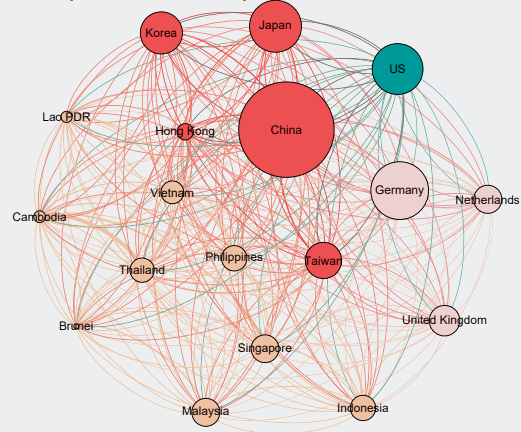 Korea
Japan
US
Lao PDR
Hong Kong
China
Vietnam
Germany
Netherlands
Cambodia
Thailand
Philippines
Taiwan
Brunei
United Kingdom
Singapore
Malaysia
Indonesia